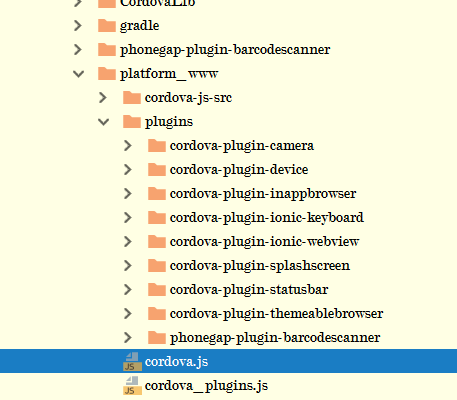 CordovaLib
gradle
phonegap-plugin-barcodescanner
platform_www
cordova-js-src
plugins
cordova-plugin-camera
cordova-plugin-device
cordova-plugin-inappbrowser
cordova-plugin-ionic-keyboard
cordova-plugin-ionic-webview
cordova-plugin-splashscreen
cordova-plugin-statusbar
cordova-plugin-themeablebrowser
phonegap-plugin-barcodescanner
JS cordova.js
JS cordova_plugins.js